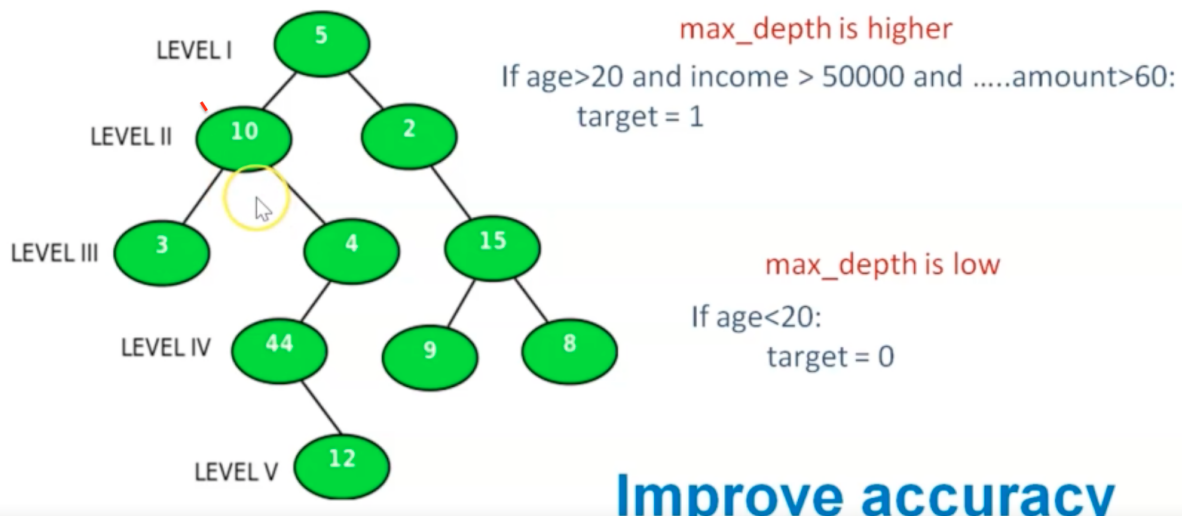 LEVEL I
5
LEVEL II
10
2
LEVEL III
3
4
15
LEVEL IV
44
9
8
LEVEL V
12
max_depth is higher
If age>20 and income > 50000 and .....amount>60:
target = 1
max_depth is low
If age<20:
target = 0
Improve accuracy